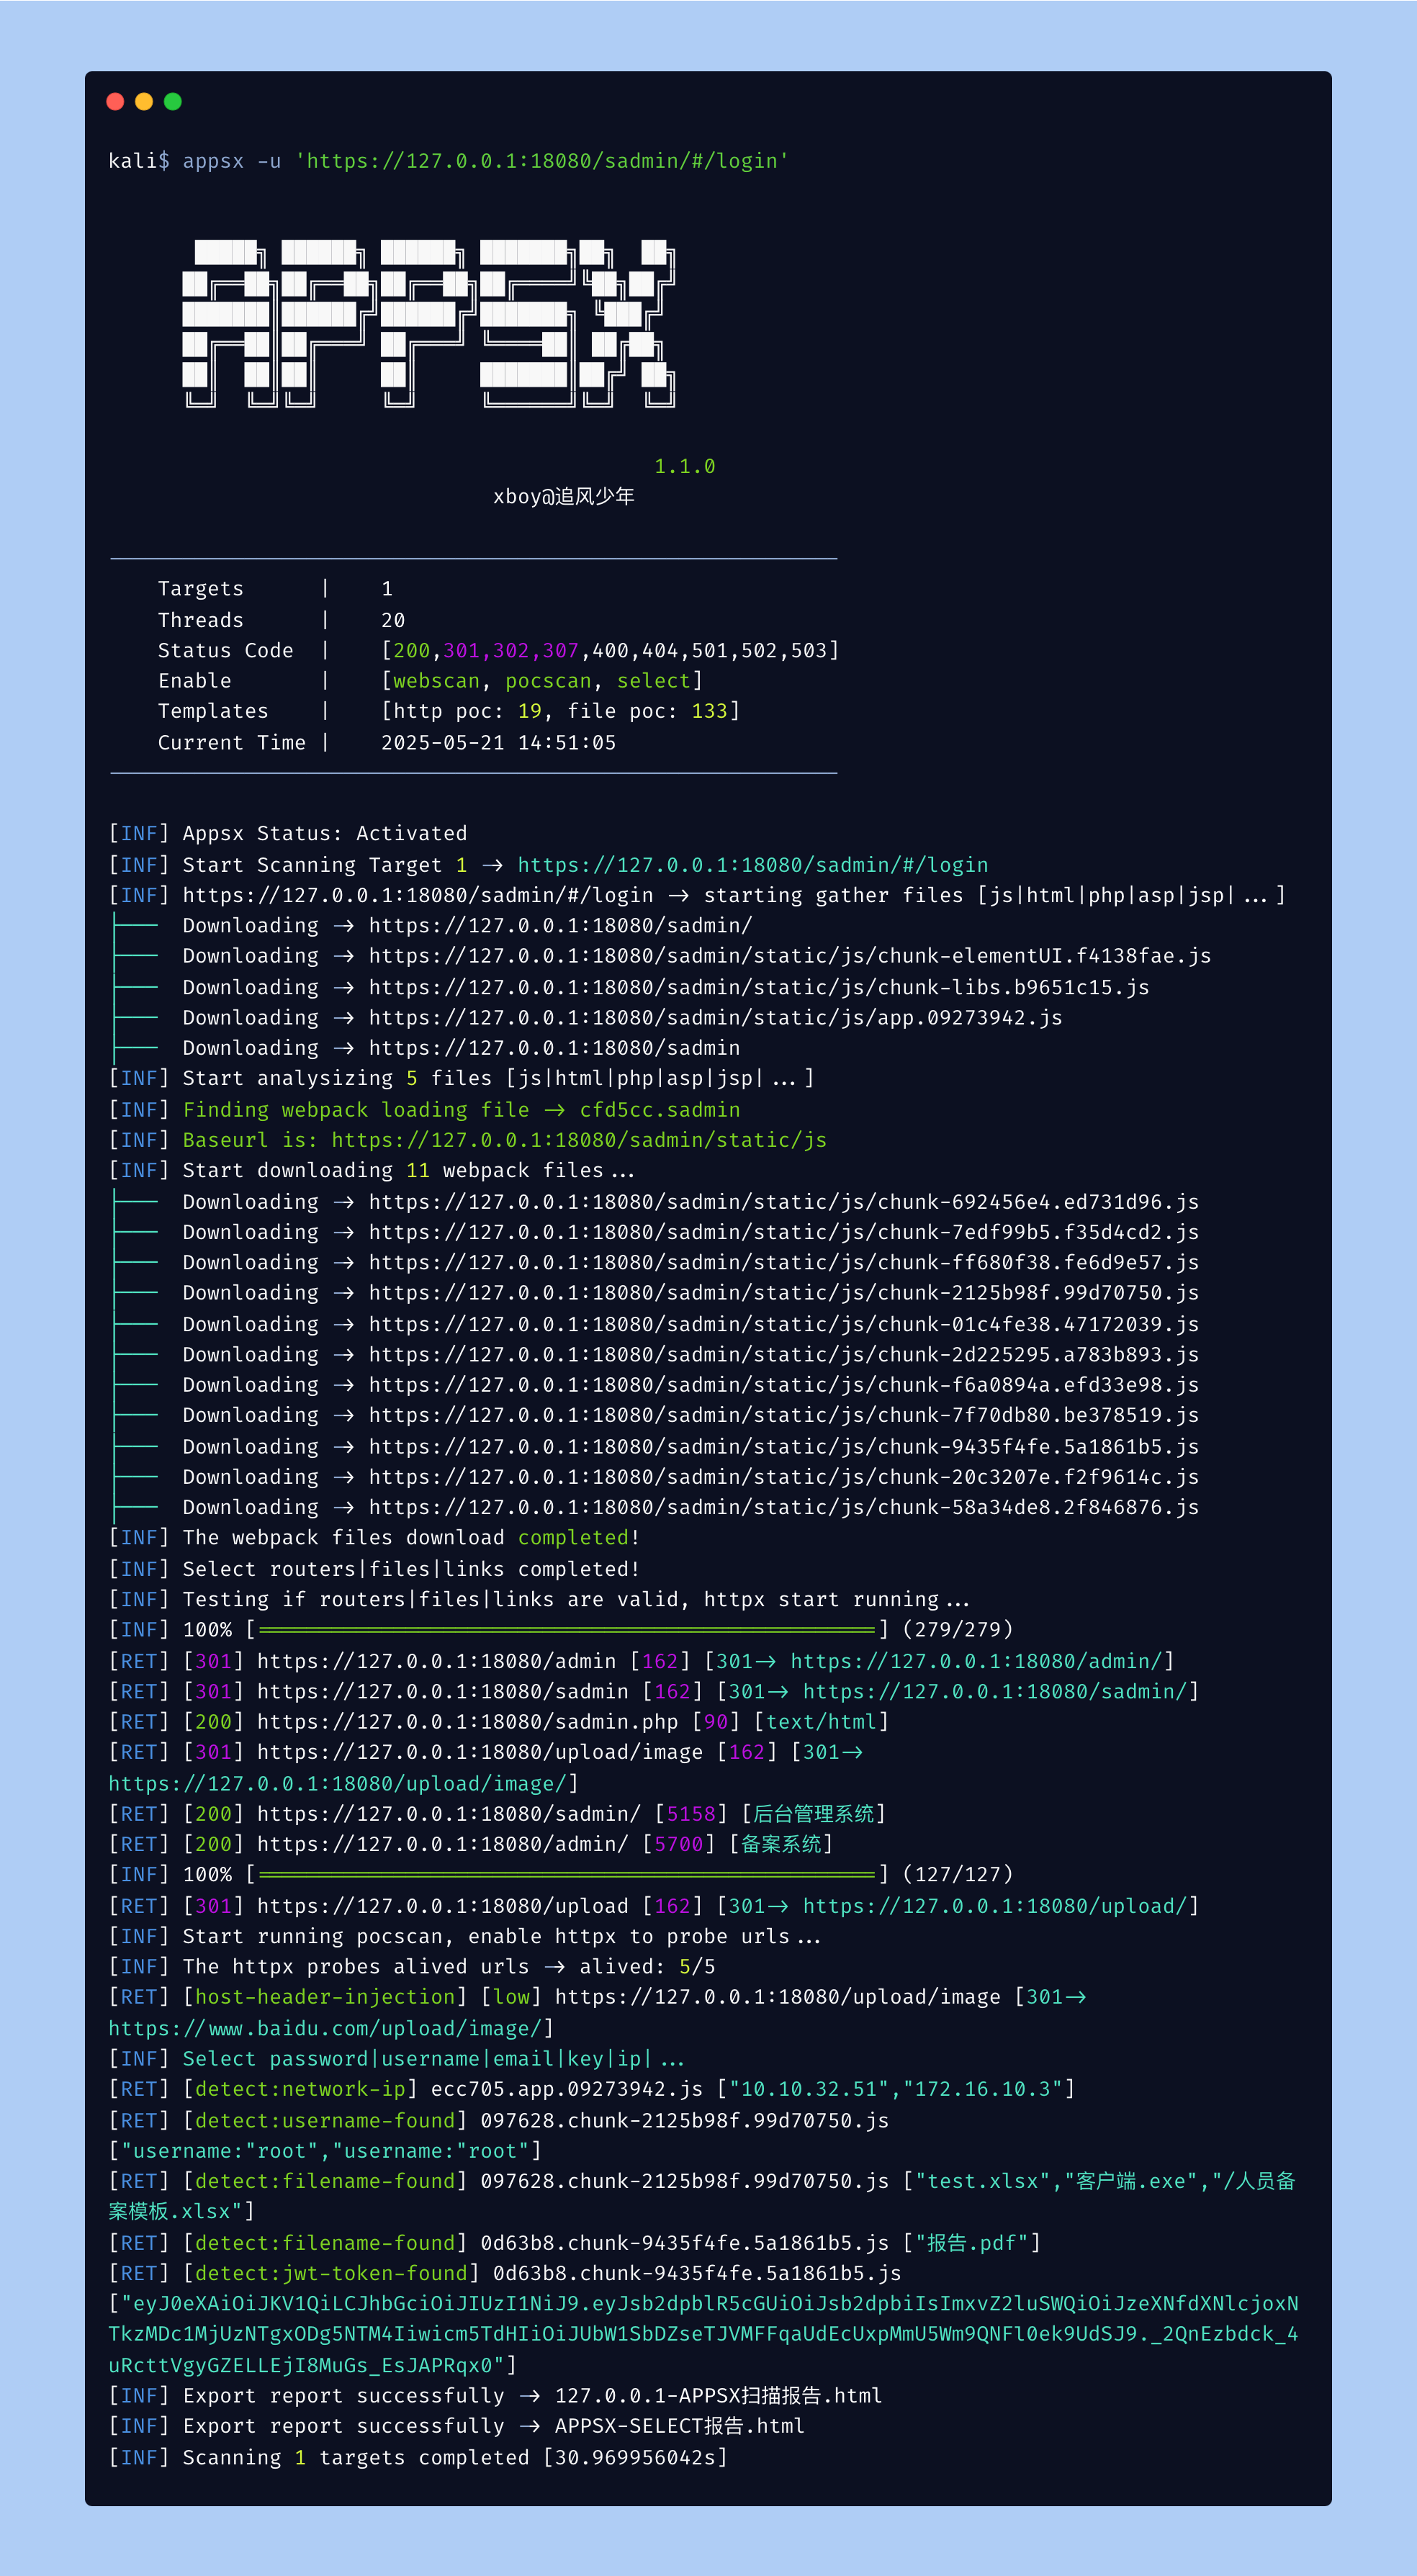 kali$ appsx -u 'https://127.0.0.1:18080/sadmin/#/login'
APPSX
1.1.0
xboy@追风少年
Targets | 1
Threads | 20
Status Code | [200,301,302,307,400,404,501,502,503]
Enable | [webscan, pocscan, select]
Templates | [http poc: 19, file poc: 133]
Current Time | 2025-05-21 14:51:05
[INF] Appsx Status: Activated
[INF] Start Scanning Target 1 -> https://127.0.0.1:18080/sadmin/#/login
[INF] https://127.0.0.1:18080/sadmin/#/login -> starting gather files [js|html|php|asp|jsp|...]
├── Downloading -> https://127.0.0.1:18080/sadmin/
├── Downloading -> https://127.0.0.1:18080/sadmin/static/js/chunk-elementUI.f4138fae.js
├── Downloading -> https://127.0.0.1:18080/sadmin/static/js/chunk-libs.b9651c15.js
├── Downloading -> https://127.0.0.1:18080/sadmin/static/js/app.09273942.js
├── Downloading -> https://127.0.0.1:18080/sadmin
[INF] Start analysizing 5 files [js|html|php|asp|jsp|...]
[INF] Finding webpack loading file -> cfd5cc.sadmin
[INF] Baseurl is: https://127.0.0.1:18080/sadmin/static/js
[INF] Start downloading 11 webpack files...
├── Downloading -> https://127.0.0.1:18080/sadmin/static/js/chunk-692456e4.ed731d96.js
├── Downloading -> https://127.0.0.1:18080/sadmin/static/js/chunk-7edf99b5.f35d4cd2.js
├── Downloading -> https://127.0.0.1:18080/sadmin/static/js/chunk-ff680f38.fe6d9e57.js
├── Downloading -> https://127.0.0.1:18080/sadmin/static/js/chunk-2125b98f.99d70750.js
├── Downloading -> https://127.0.0.1:18080/sadmin/static/js/chunk-01c4fe38.47172039.js
├── Downloading -> https://127.0.0.1:18080/sadmin/static/js/chunk-2d225295.a783b893.js
├── Downloading -> https://127.0.0.1:18080/sadmin/static/js/chunk-f6a0894a.efd33e98.js
├── Downloading -> https://127.0.0.1:18080/sadmin/static/js/chunk-7f70db80.be378519.js
├── Downloading -> https://127.0.0.1:18080/sadmin/static/js/chunk-9435f4fe.5a1861b5.js
├── Downloading -> https://127.0.0.1:18080/sadmin/static/js/chunk-20c3207e.f2f9614c.js
├── Downloading -> https://127.0.0.1:18080/sadmin/static/js/chunk-58a34de8.2f846876.js
[INF] The webpack files download completed!
[INF] Select routers|files|links completed!
[INF] Testing if routers|files|links are valid, httpx start running...
[INF] 100% [==================================================] (279/279)
[RET] [301] https://127.0.0.1:18080/admin [162] [301-> https://127.0.0.1:18080/admin/]
[RET] [301] https://127.0.0.1:18080/sadmin [162] [301-> https://127.0.0.1:18080/sadmin/]
[RET] [200] https://127.0.0.1:18080/sadmin.php [90] [text/html]
[RET] [301] https://127.0.0.1:18080/upload/image [162] [301->
https://127.0.0.1:18080/upload/image/]
[RET] [200] https://127.0.0.1:18080/sadmin/ [5158] [后台管理系统]
[RET] [200] https://127.0.0.1:18080/admin/ [5700] [备案系统]
[INF] 100% [==================================================] (127/127)
[RET] [301] https://127.0.0.1:18080/upload [162] [301-> https://127.0.0.1:18080/upload/]
[INF] Start running pocscan, enable httpx to probe urls...
[INF] The httpx probes alived urls -> alived: 5/5
[RET] [host-header-injection] [low] https://127.0.0.1:18080/upload/image [301->
https://www.baidu.com/upload/image/]
[INF] Select password|username|email|key|ip|...
[RET] [detect:network-ip] ecc705.app.09273942.js ["10.10.32.51","172.16.10.3"]
[RET] [detect:username-found] 097628.chunk-2125b98f.99d70750.js
["username:"root","username:"root"]
[RET] [detect:filename-found] 097628.chunk-2125b98f.99d70750.js ["test.xlsx","客户端.exe","/人员备
案模板.xlsx"]
[RET] [detect:filename-found] 0d63b8.chunk-9435f4fe.5a1861b5.js ["报告.pdf"]
[RET] [detect:jwt-token-found] 0d63b8.chunk-9435f4fe.5a1861b5.js
["eyJ0eXAiOiJKV1QiLCJhbGciOiJIUzI1NiJ9.eyJsb2dpblR5cGUiOiJsb2dpbiIsImxvZ2luSWQiOiJzeXNfdXNlcjoxN
TkzMDc1MjUzNTgxODg5NTM4Iiwicm5TdHIiOiJUbW1SbDZseTJVMFFqaUdEcUxpMmU5Wm9QNFl0ek9UdSJ9._2QnEzbdck_4
uRcttVgyGZELLEjI8MuGs_EsJAPRqx0"]
[INF] Export report successfully -> 127.0.0.1-APPSX扫描报告.html
[INF] Export report successfully -> APPSX-SELECT报告.html
[INF] Scanning 1 targets completed [30.969956042s]